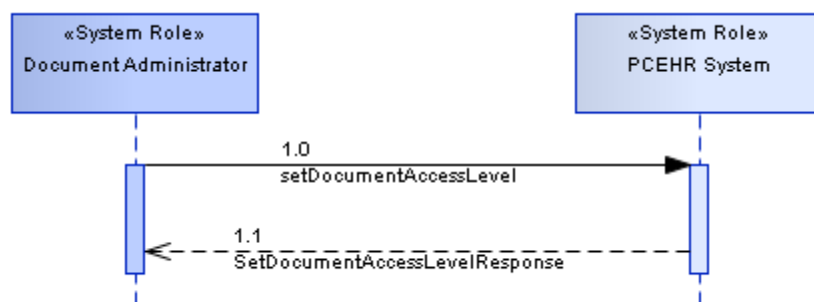 «System Role»
Document Administrator
«System Role»
PCEHR System
1.0
setDocumentAccessLevel
1.1
SetDocumentAccessLevelResponse